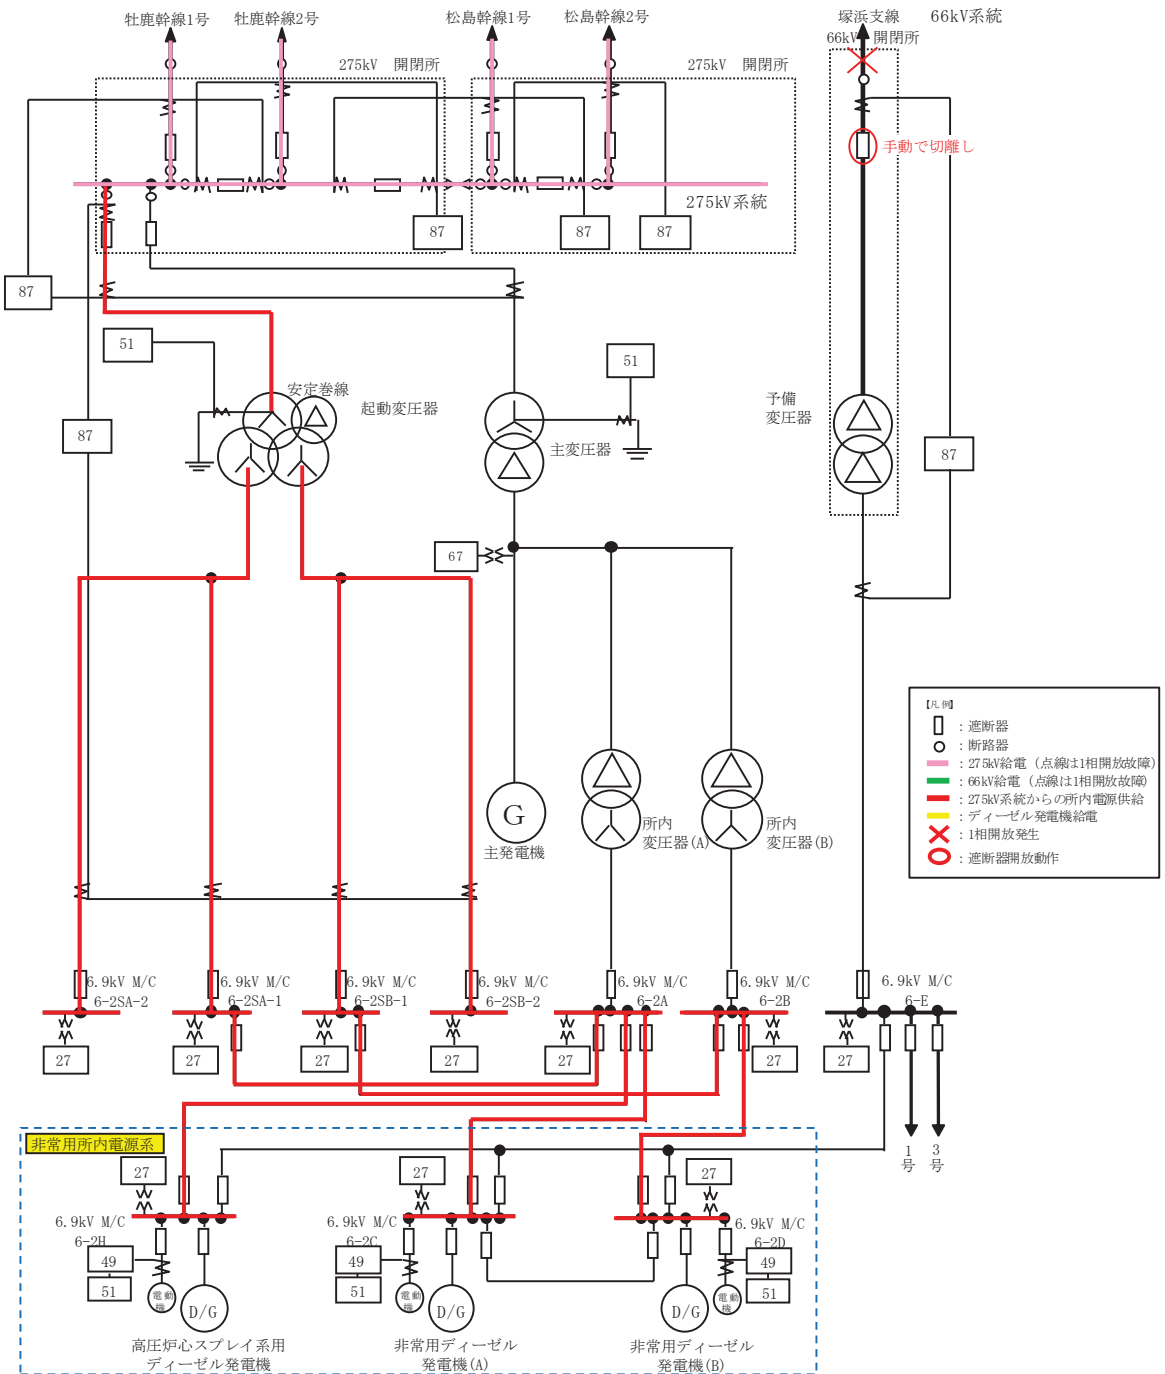 牡鹿幹線1号
牡鹿幹線2号
松島幹線1号
松島幹線2号
塚浜支線
66kV系統
66kV 開閉所
275kV 開閉所
275kV 開閉所
手動で切離し
275kV系統
87
87
87
87
51
51
87
87
安定巻線
起動変圧器
主変圧器
予備
変圧器
67
G
主発電機
所内
変圧器(A)
所内
変圧器(B)
【凡例】
：遮断器
：断路器
：275kV給電（点線は1相開放故障）
：66kV給電（点線は1相開放故障）
：275kV系統からの所内電源供給
：ディーゼル発電機給電
：1相開放発生
：遮断器開放動作
6.9kV M/C
6-2SA-2
6.9kV M/C
6-2SA-1
6.9kV M/C
6-2SB-1
6.9kV M/C
6-2SB-2
6.9kV M/C
6-2A
6.9kV M/C
6-2B
6.9kV M/C
6-E
27
27
27
27
27
27
27
1
号
3
号
非常用所内電源系
27
27
27
6.9kV M/C
6-2H
6.9kV M/C
6-2C
6.9kV M/C
6-2D
49
51
電動
機
D/G
49
51
電動
機
D/G
D/G
電動
機
49
51
高圧炉心スプレイ系用
ディーゼル発電機
非常用ディーゼル
発電機(A)
非常用ディーゼル
発電機(B)